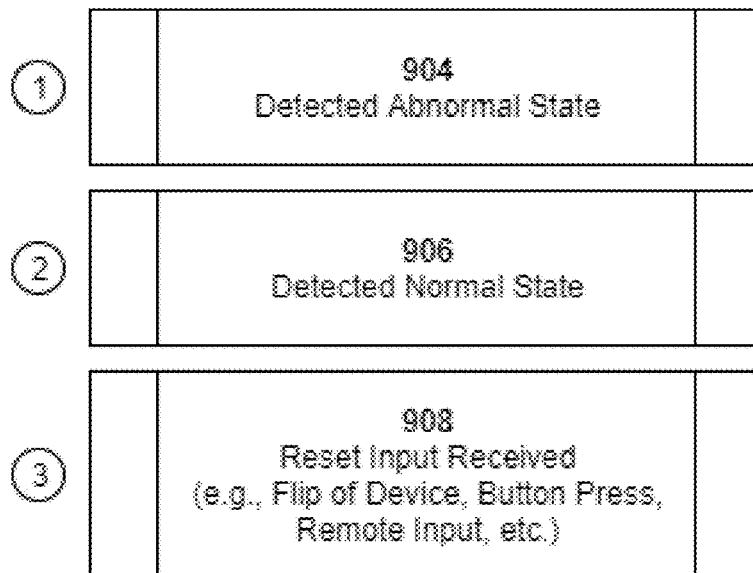 1
904
Detected Abnormal State
2
906
Detected Normal State
3
908
Reset Input Received
(e.g., Flip of Device, Button Press,
Remote Input, etc.)